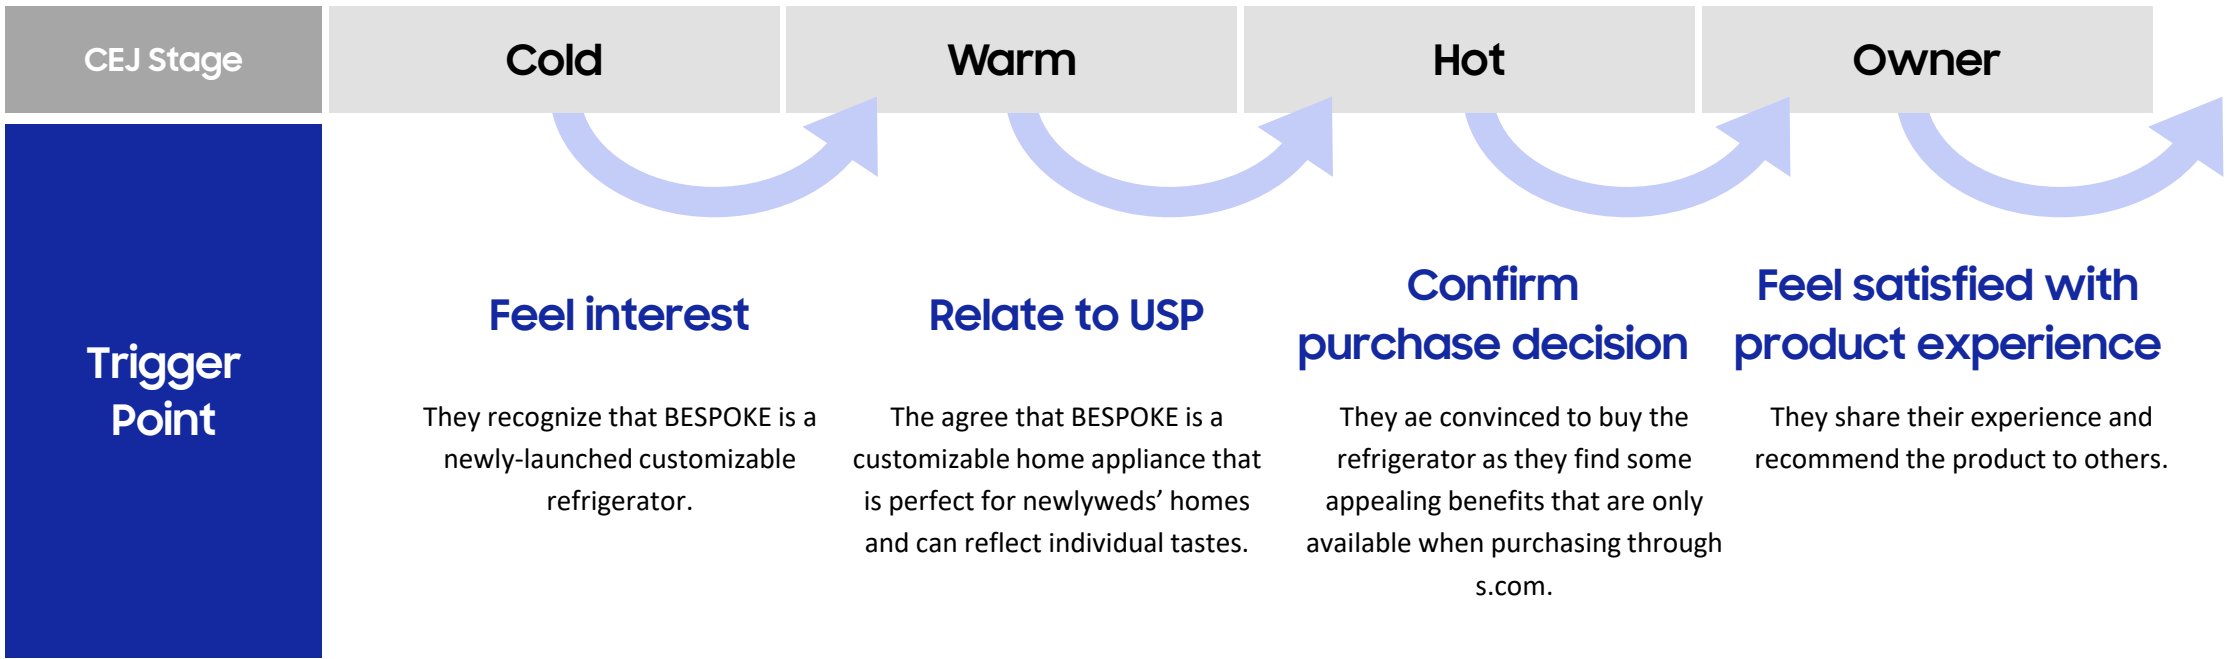 CEJ Stage
Cold
Warm
Hot
Owner
Trigger
Point
Feel interest
They recognize that BESPOKE is a
newly-launched customizable
refrigerator.
Relate to USP
The agree that BESPOKE is a
customizable home appliance that
is perfect for newlyweds’ homes
and can reflect individual tastes.
Confirm
purchase decision
They ae convinced to buy the
refrigerator as they find some
appealing benefits that are only
available when purchasing through
s.com.
Feel satisfied with
product experience
They share their experience and
recommend the product to others.